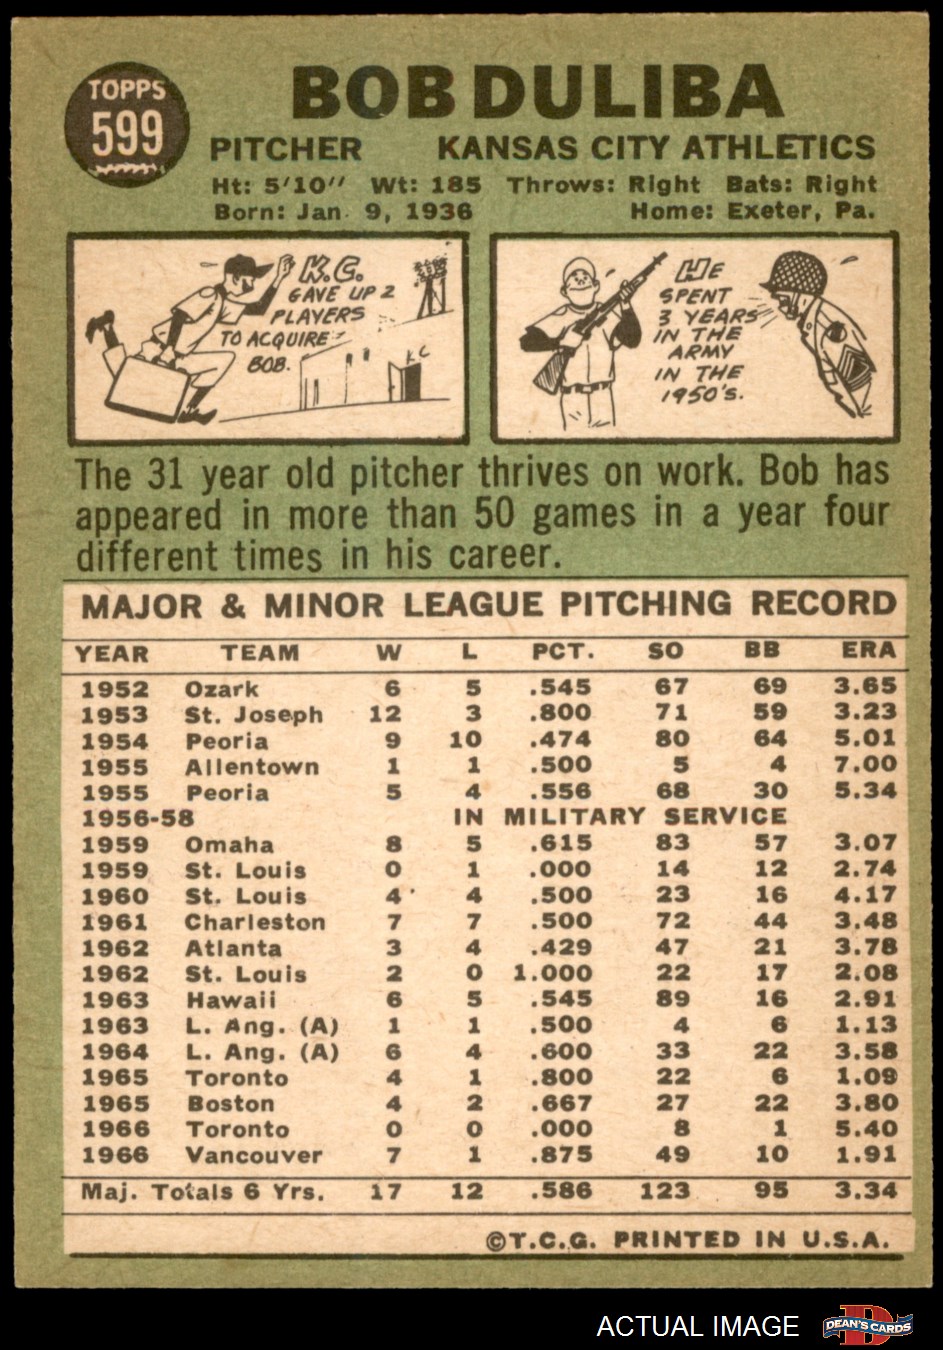 TOPPS
599
BOB DULIBA
PITCHER KANSAS CITY ATHLETICS
Ht: 5'10" Wt: 185 Throws: Right Bats: Right
Born: Jan. 9, 1936 Home: Exeter, Pa.
K.C.
GAVE UP 2
PLAYERS
TO ACQUIRE
BOB.
K C
HE
SPENT
3 YEARS
IN THE
ARMY
IN THE
1950'S.
The 31 year old pitcher thrives on work. Bob has
appeared in more than 50 games in a year four
different times in his career.
MAJOR & MINOR LEAGUE PITCHING RECORD
YEAR TEAM W L PCT. SO BB ERA
1952 Ozark 6 5 .545 67 69 3.65
1953 St. Joseph 12 3 .800 71 59 3.23
1954 Peoria 9 10 .474 80 64 5.01
1955 Allentown 1 1 .500 5 4 7.00
1955 Peoria 5 4 .556 68 30 5.34
1956-58 IN MILITARY SERVICE
1959 Omaha 8 5 .615 83 57 3.07
1959 St. Louis 0 1 .000 14 12 2.74
1960 St. Louis 4 4 .500 23 16 4.17
1961 Charleston 7 7 .500 72 44 3.48
1962 Atlanta 3 4 .429 47 21 3.78
1962 St. Louis 2 0 1.000 22 17 2.08
1963 Hawaii 6 5 .545 89 16 2.91
1963 L. Ang. (A) 1 1 .500 4 6 1.13
1964 L. Ang. (A) 6 4 .600 33 22 3.58
1965 Toronto 4 1 .800 22 6 1.09
1965 Boston 4 2 .667 27 22 3.80
1966 Toronto 0 0 .000 8 1 5.40
1966 Vancouver 7 1 .875 49 10 1.91
Maj. Totals 6 Yrs. 17 12 .586 123 95 3.34
©T.C.G. PRINTED IN U.S.A.
ACTUAL IMAGE
D
DEAN'S CARDS